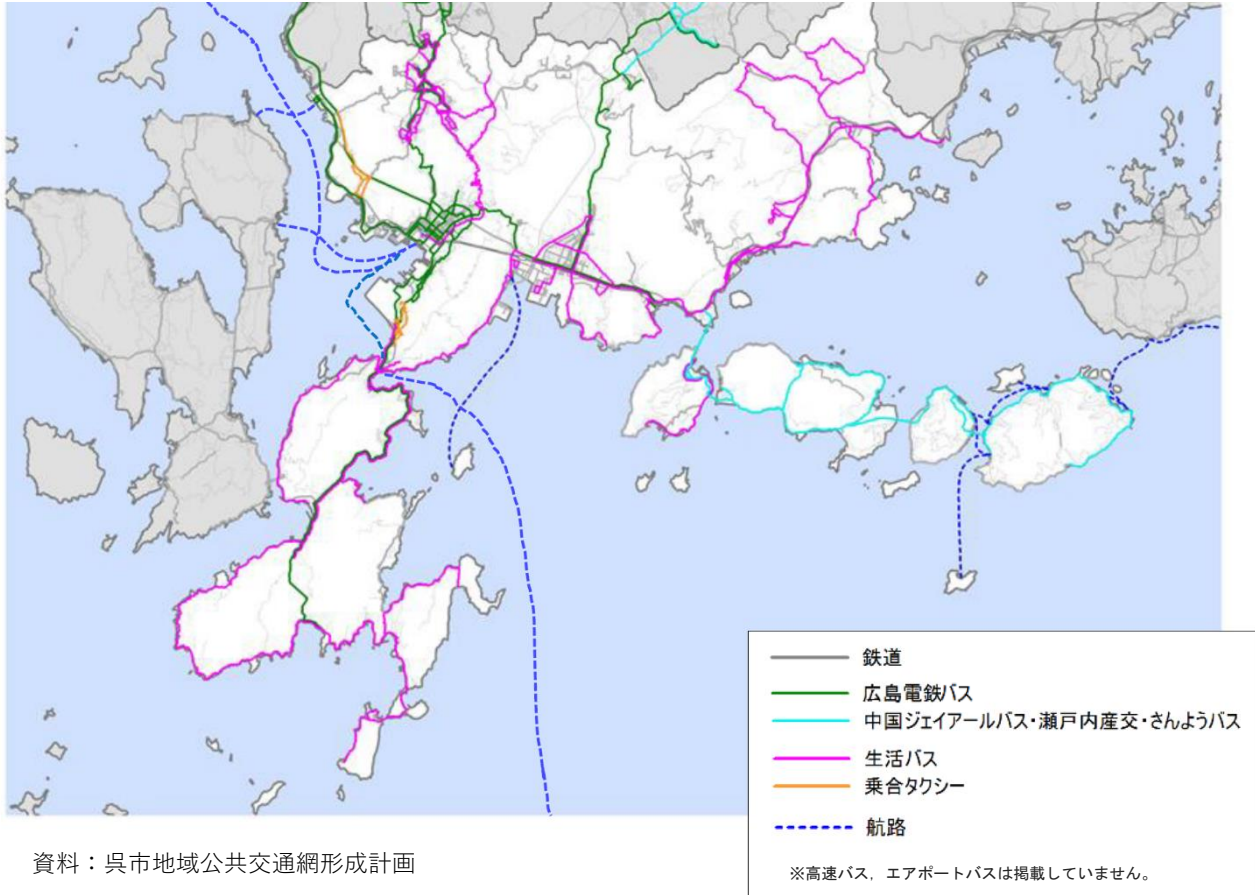 鉄道
広島電鉄バス
中国ジェイアールバス・瀬戸内産交・さんようバス
生活バス
乗合タクシー
航路
※高速バス，エアポートバスは掲載していません。
資料：呉市地域公共交通網形成計画